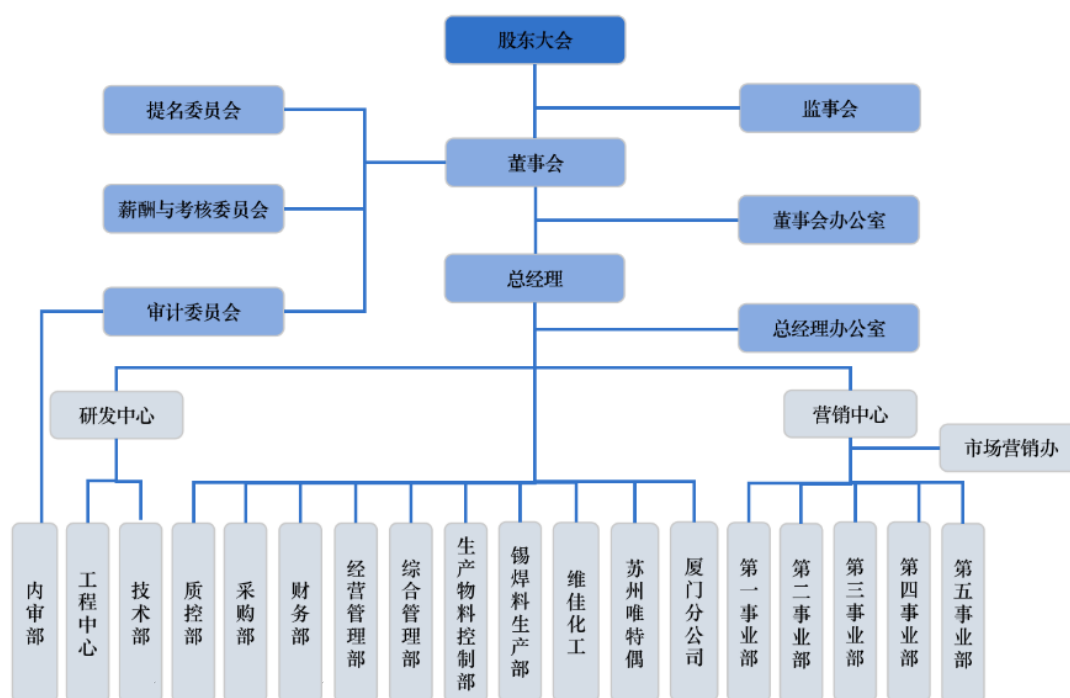 股东大会
提名委员会
监事会
董事会
薪酬与考核委员会
董事会办公室
总经理
审计委员会
总经理办公室
研发中心
营销中心
市场营销办
内审部
工程中心
技术部
质控部
采购部
财务部
经营管理部
综合管理部
生产物料控制部
锡焊料生产部
维佳化工
苏州唯特偶
厦门分公司
第一事业部
第二事业部
第三事业部
第四事业部
第五事业部